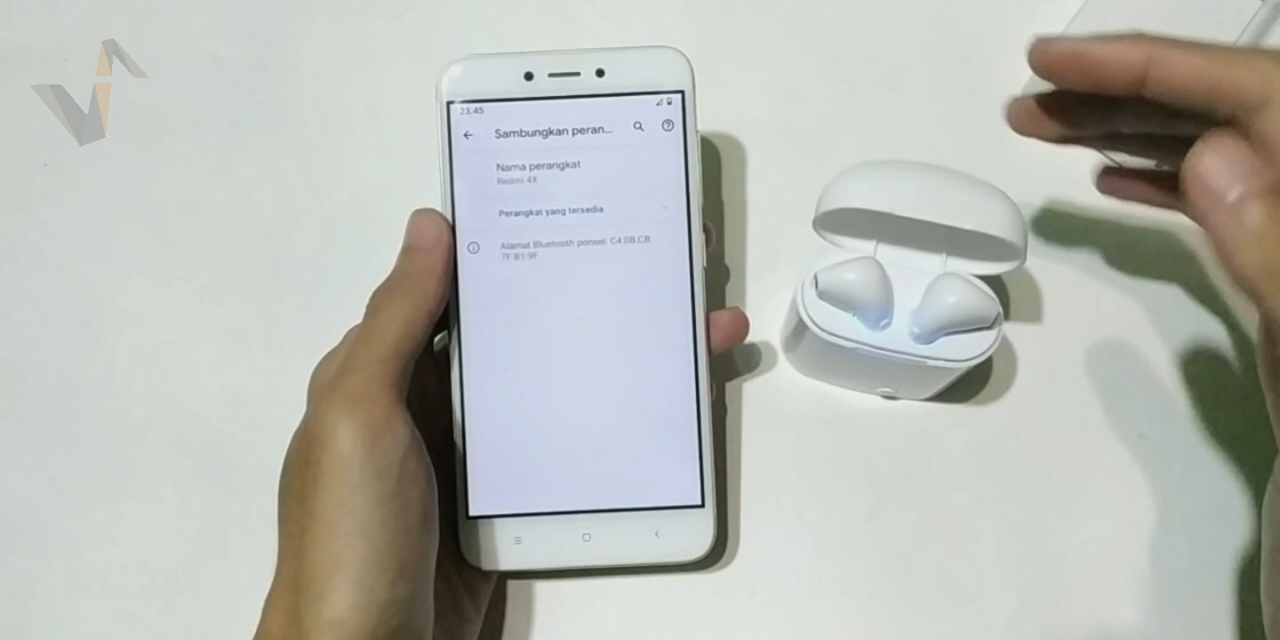 23.45
Sambungkan peran...
Nama perangkat
Redmi 4X
Perangkat yang tersedia
Alamat Bluetooth ponsel: C4:0B:CB:
7F:B1:9F